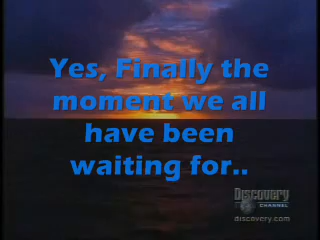 Yes, Finally the
moment we all
have been
waiting for..
Discovery
CHANNEL
discovery.com